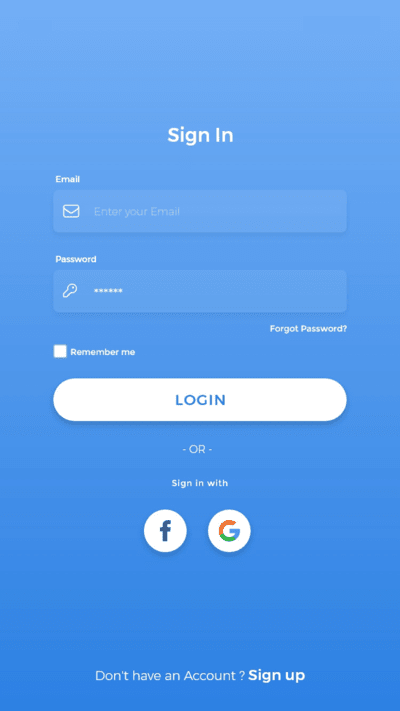 Sign In
Email
Enter your Email
Password
******
Forgot Password?
Remember me
LOGIN
- OR -
Sign in with
f G
Don't have an Account ? Sign up